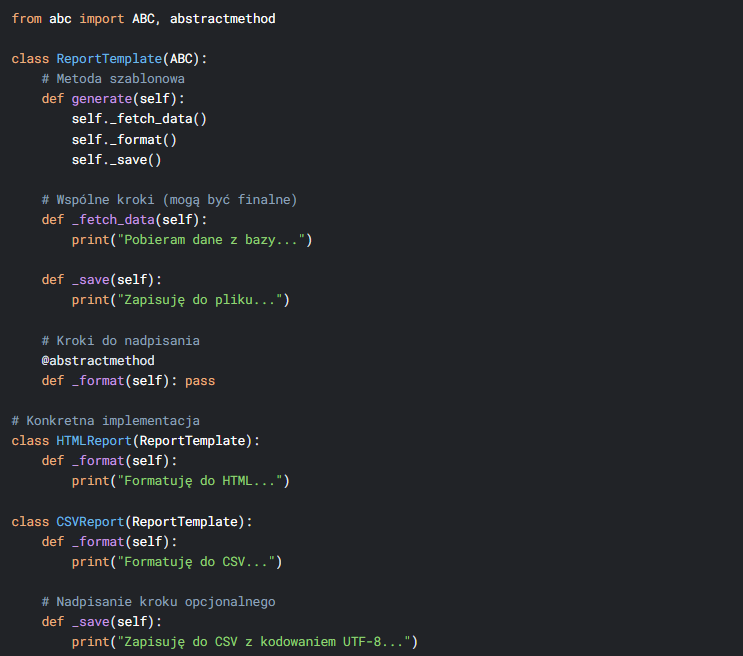 from abc import ABC, abstractmethod

class ReportTemplate(ABC):
    # Metoda szablonowa
    def generate(self):
        self._fetch_data()
        self._format()
        self._save()

    # Wspólne kroki (mogą być finalne)
    def _fetch_data(self):
        print("Pobieram dane z bazy...")

    def _save(self):
        print("Zapisuję do pliku...")

    # Kroki do nadpisania
    @abstractmethod
    def _format(self): pass

# Konkretna implementacja
class HTMLReport(ReportTemplate):
    def _format(self):
        print("Formatuję do HTML...")

class CSVReport(ReportTemplate):
    def _format(self):
        print("Formatuję do CSV...")

    # Nadpisanie kroku opcjonalnego
    def _save(self):
        print("Zapisuję do CSV z kodowaniem UTF-8...")